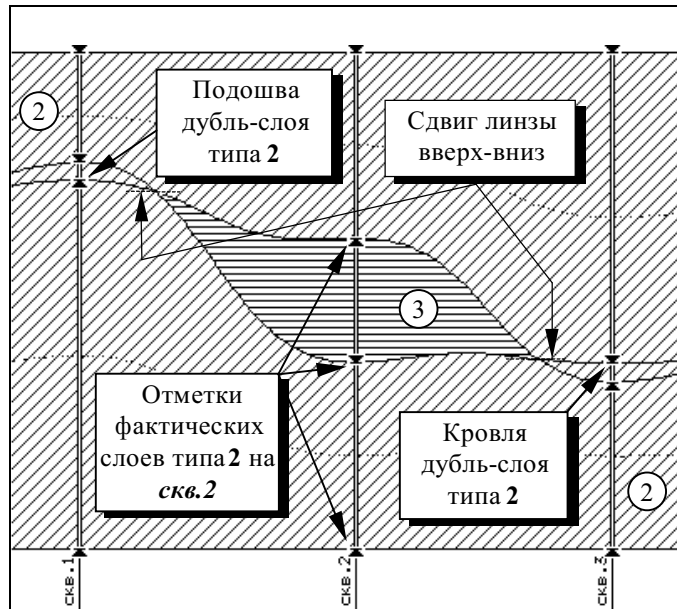 2
Подошва
дубль-слоя
типа 2
Сдвиг линзы
вверх-вниз
3
Отметки
фактических
слоев типа 2 на
скв.2
Кровля
дубль-слоя
типа 2
2
скв.1
скв.2
скв.3